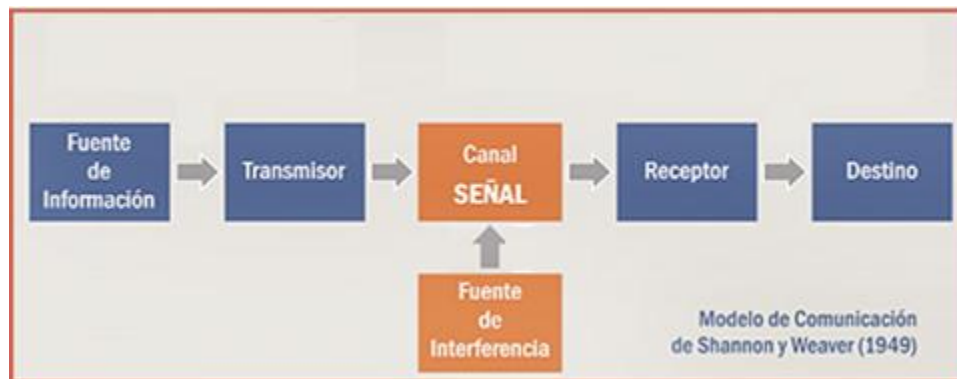 Fuente
de
Información
Transmisor
Canal
SEÑAL
Receptor
Destino
Fuente
de
Interferencia
Modelo de Comunicación
de Shannon y Weaver (1949)